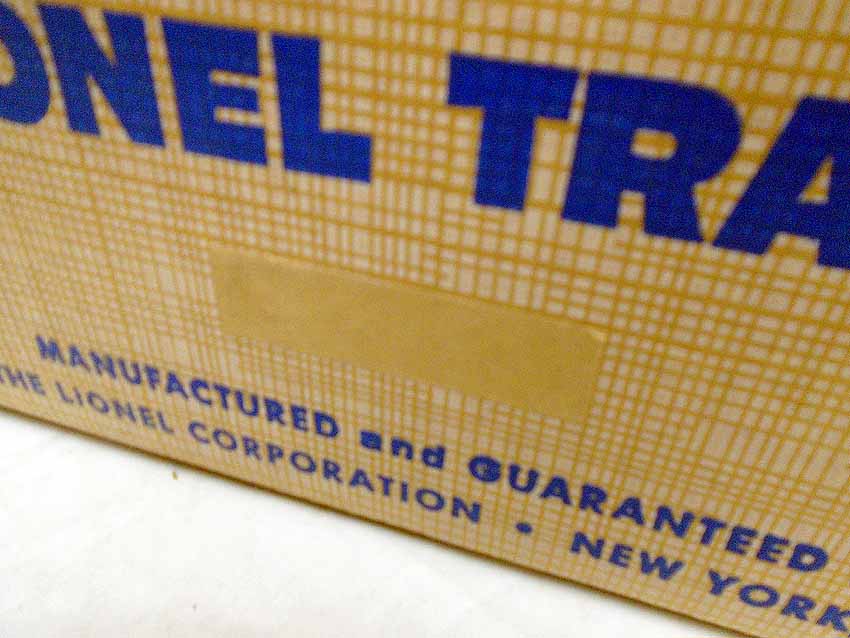 ONEL TRA
MANUFACTURED and GUARANTEED
THE LIONEL CORPORATION • NEW YORK